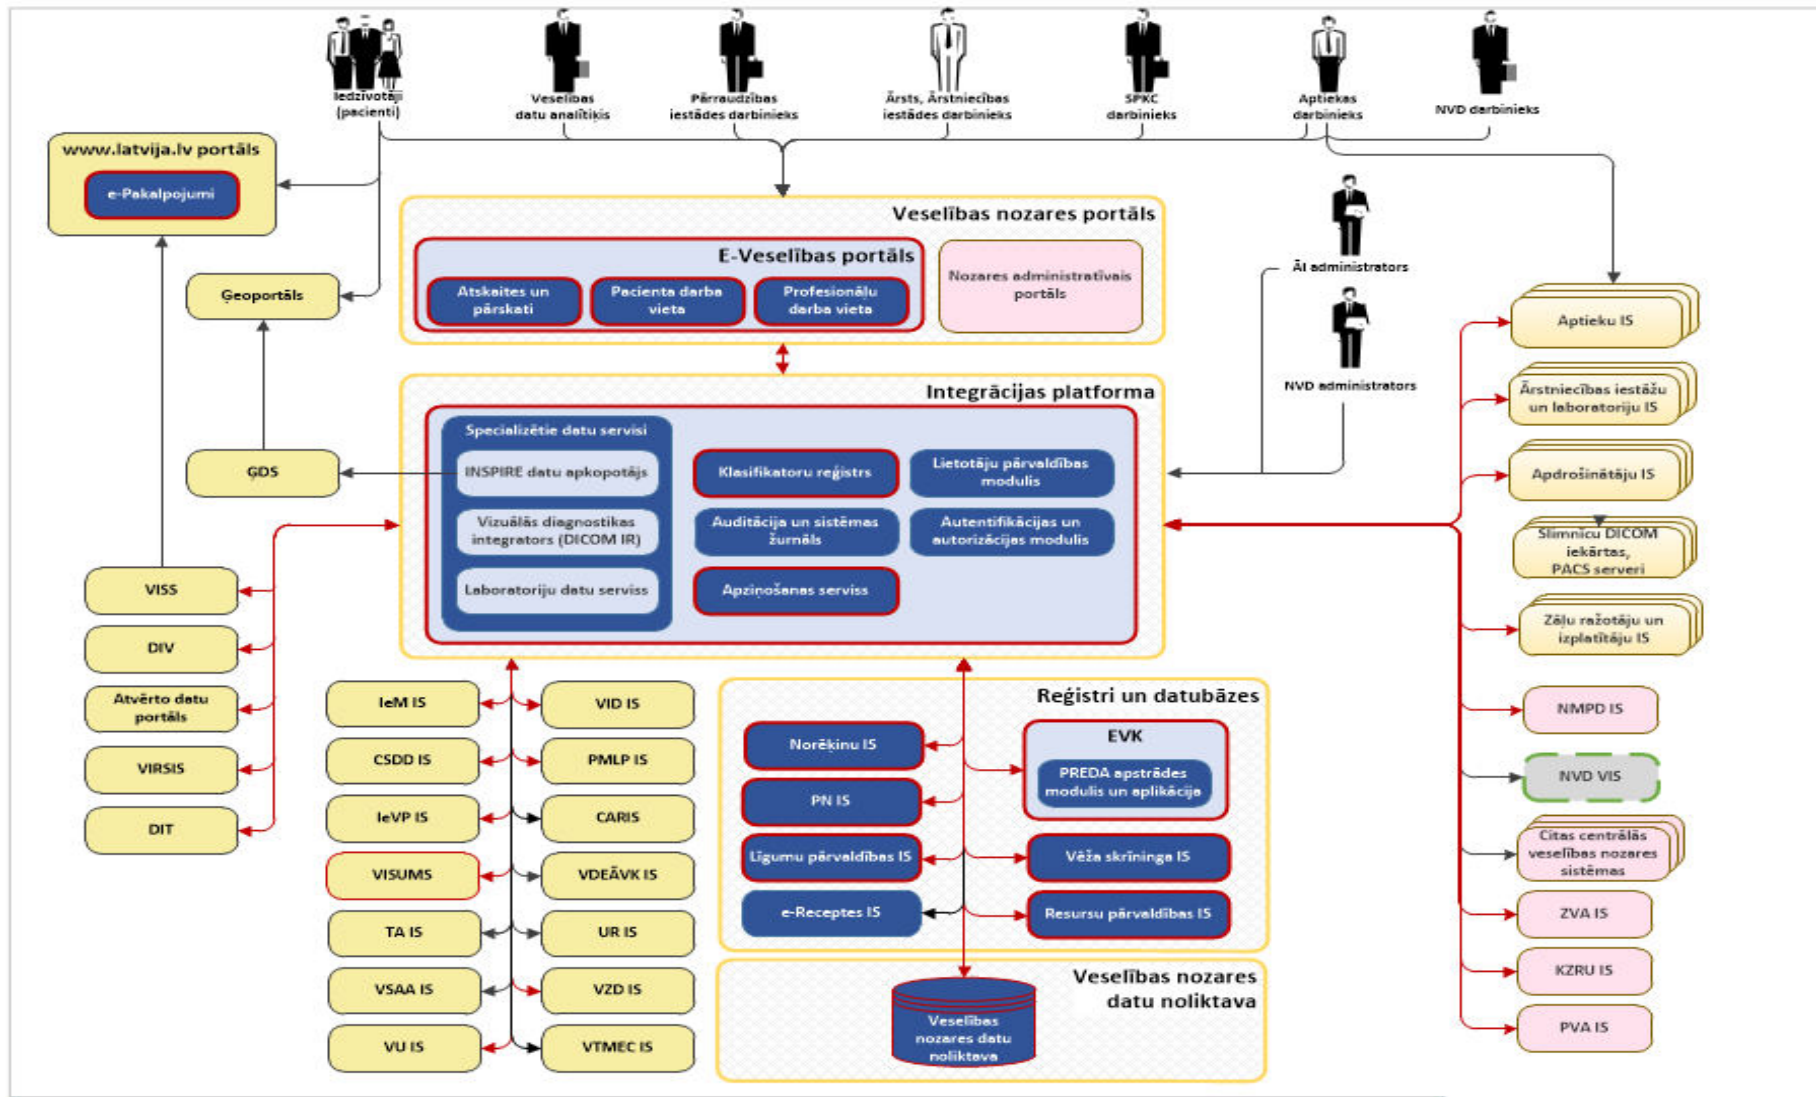 Iedzīvotāji
(pacienti)
Veselības
datu analītiķis
Pārraudzības
iestādes darbinieks
Ārsts, Ārstniecības
iestādes darbinieks
SPKC
darbinieks
Aptiekas
darbinieks
NVD darbinieks
www.latvija.lv portāls
e-Pakalpojumi
Ģeoportāls
ĢDS
Veselības nozares portāls
E-Veselības portāls
Atskaites un
pārskati
Pacienta darba
vieta
Profesionāļu
darba vieta
Nozares administratīvais
portāls
ĀI administrators
NVD administrators
Integrācijas platforma
Specializētie datu servisi
INSPIRE datu apkopotājs
Vizuālās diagnostikas
integrators (DICOM IR)
Laboratoriju datu serviss
Klasifikatoru reģistrs
Auditācija un sistēmas
žurnāls
Apziņošanas serviss
Lietotāju pārvaldības
modulis
Autentifikācijas un
autorizācijas modulis
VISS
DIV
Atvērto datu
portāls
VIRSIS
DIT
IeM IS
CSDD IS
IeVP IS
VISUMS
TA IS
VSAA IS
VU IS
VID IS
PMLP IS
CARIS
VDEĀVK IS
UR IS
VZD IS
VTMEC IS
Reģistri un datubāzes
Norēķinu IS
PN IS
Līgumu pārvaldības IS
e-Receptes IS
EVK
PREDA apstrādes
modulis un aplikācija
Vēža skrīninga IS
Resursu pārvaldības IS
Veselības nozares
datu noliktava
Veselības
nozares datu
noliktava
Aptieku IS
Ārstniecības iestāžu
un laboratoriju IS
Apdrošinātāju IS
Slimnīcu DICOM
iekārtas,
PACS serveri
Zāļu ražotāju un
izplatītāju IS
NMPD IS
NVD VIS
Citas centrālās
veselības nozares
sistēmas
ZVA IS
KZRU IS
PVA IS